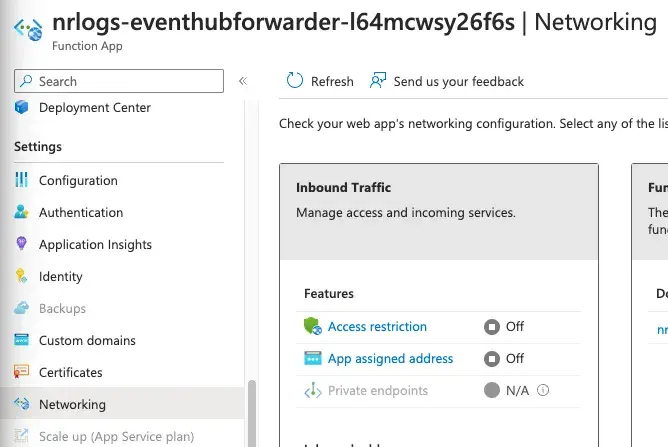 nrlogs-eventhubforwarder-l64mcwsy26f6s | Networking
Function App
Search
Refresh
Send us your feedback
Deployment Center
Settings
Configuration
Authentication
Application Insights
Identity
Backups
Custom domains
Certificates
Networking
Scale up (App Service plan)
Check your web app's networking configuration. Select any of the lis
Inbound Traffic
Manage access and incoming services.
Features
Access restriction Off
App assigned address Off
Private endpoints N/A
Fun
The
fun
Do
nr